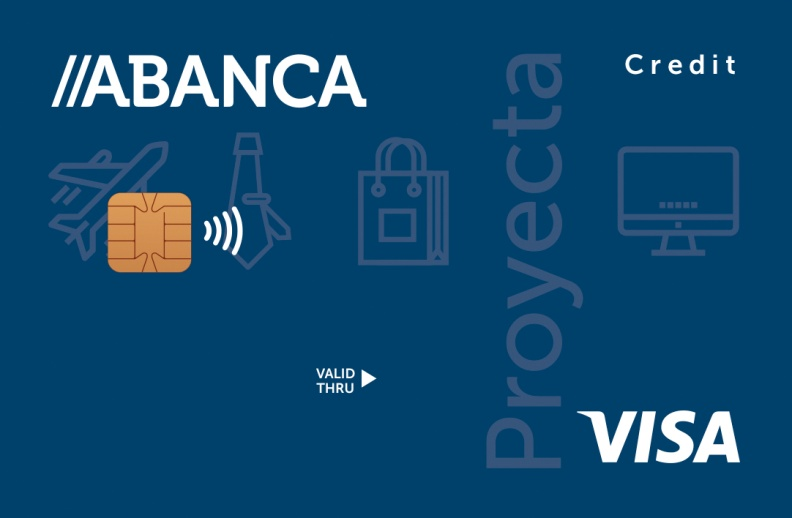 //ABANCA
Credit
Proyecta
VALID
THRU
VISA